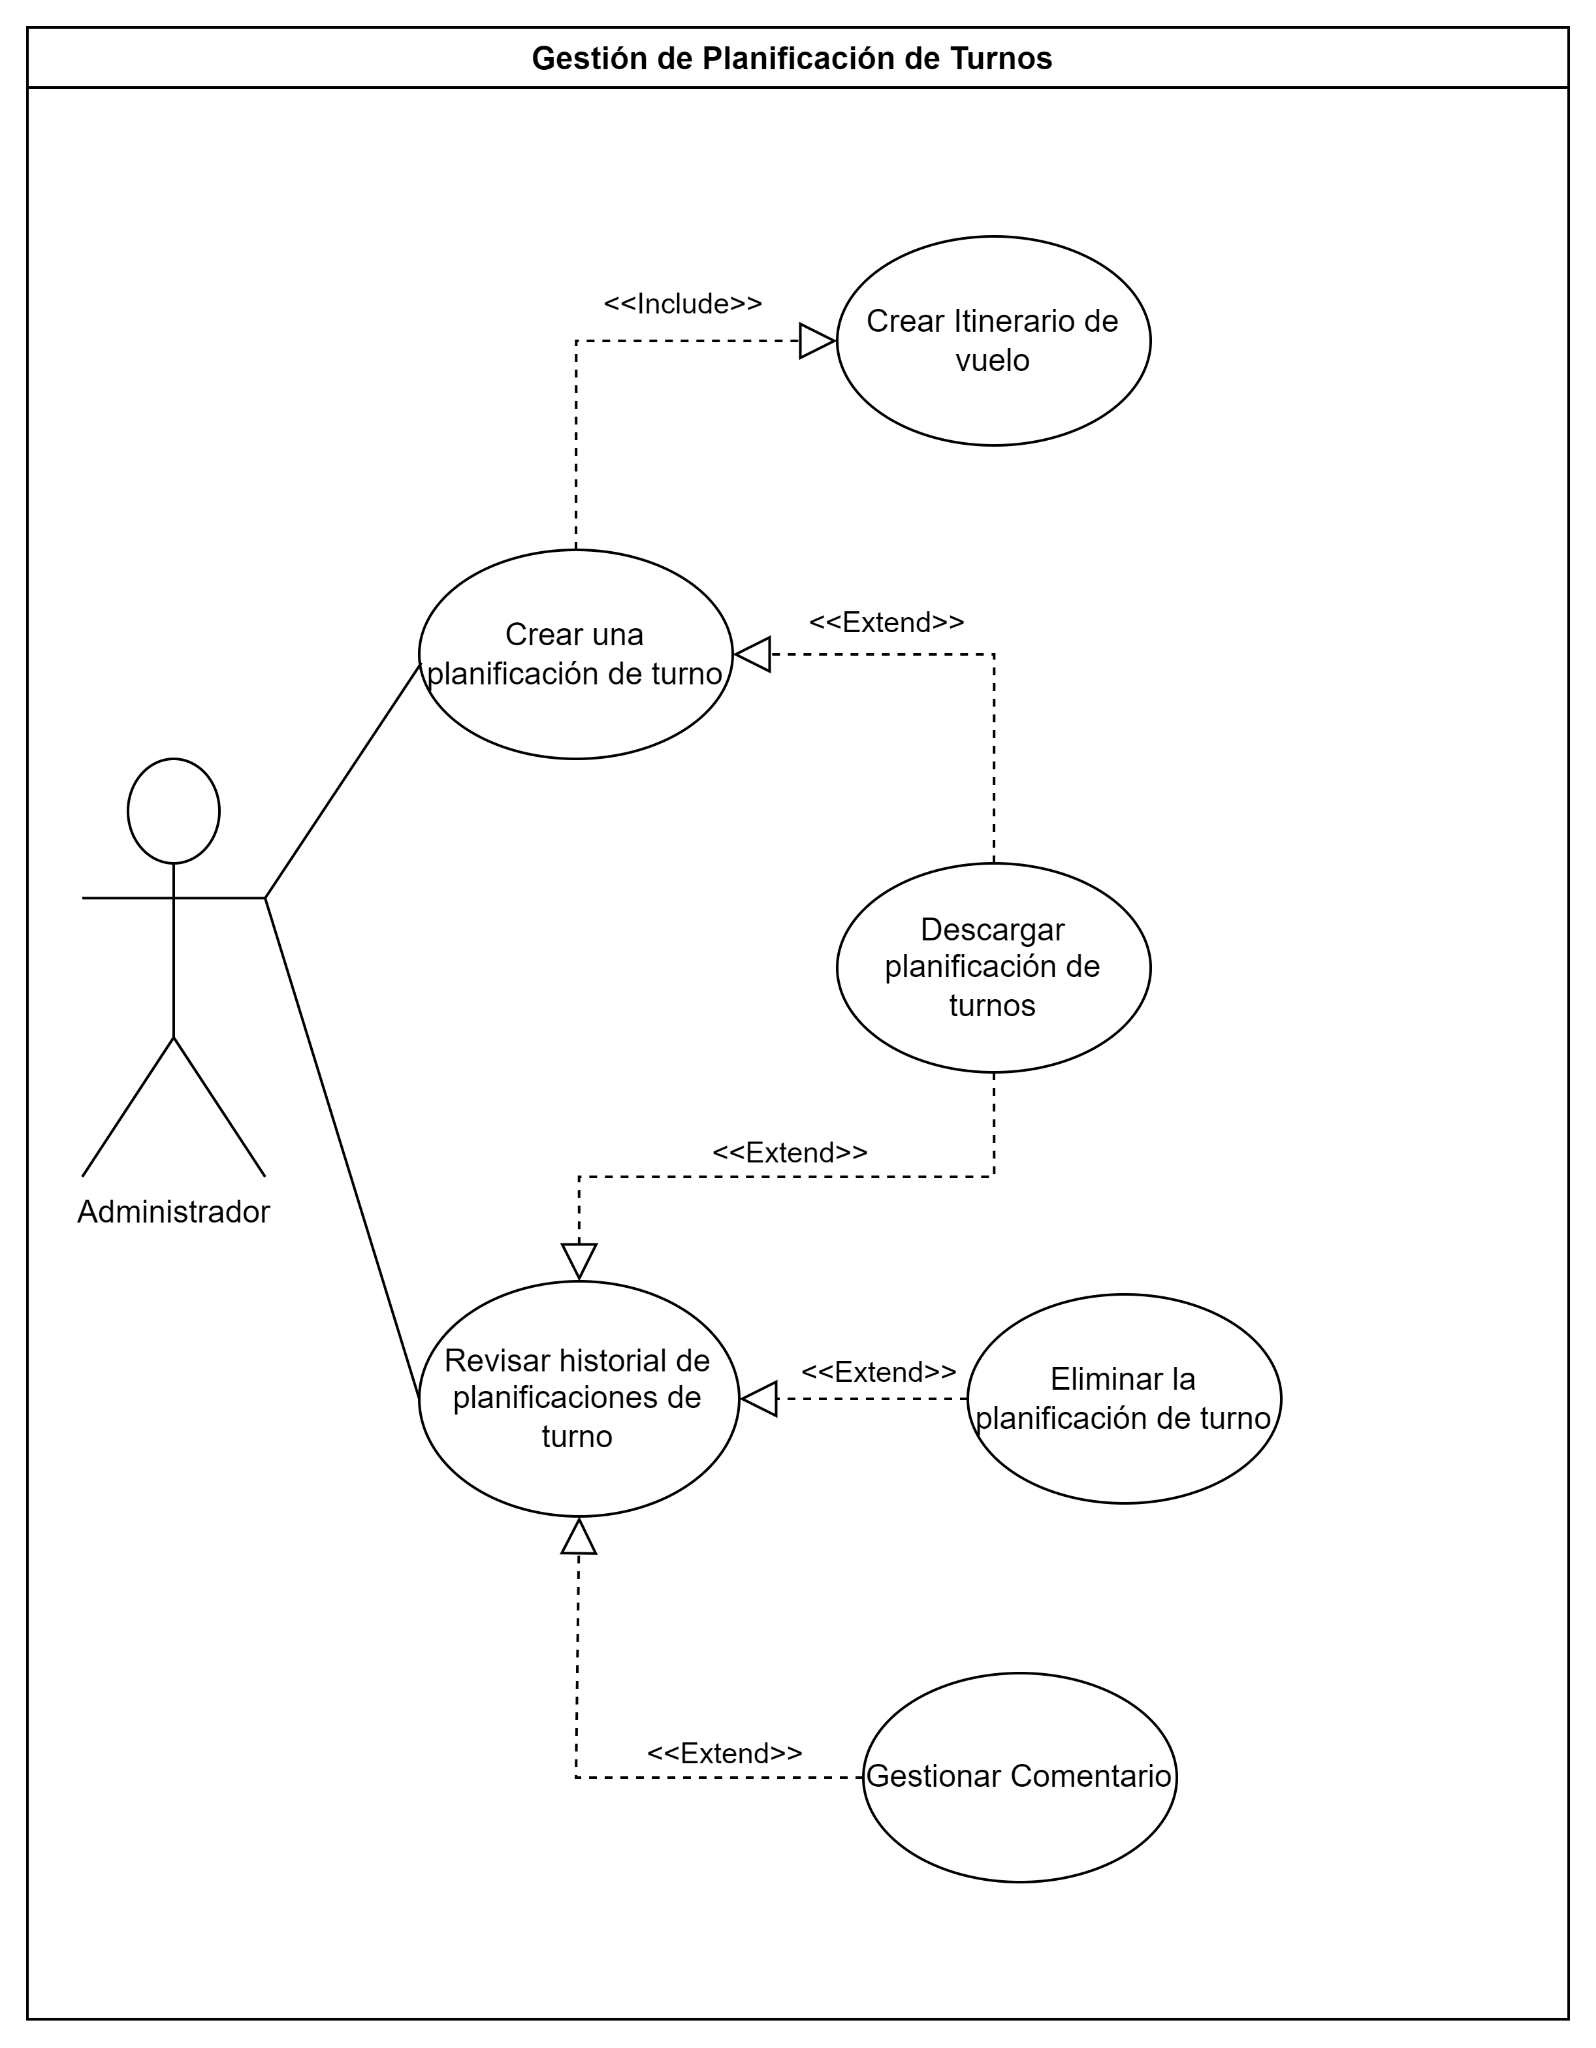 Gestión de Planificación de Turnos
<<Include>>
Crear Itinerario de
vuelo
<<Extend>>
Crear una
planificación de turno
Descargar
planificación de
turnos
<<Extend>>
Administrador
Revisar historial de
planificaciones de
turno
<<Extend>>
Eliminar la
planificación de turno
<<Extend>>
Gestionar Comentario